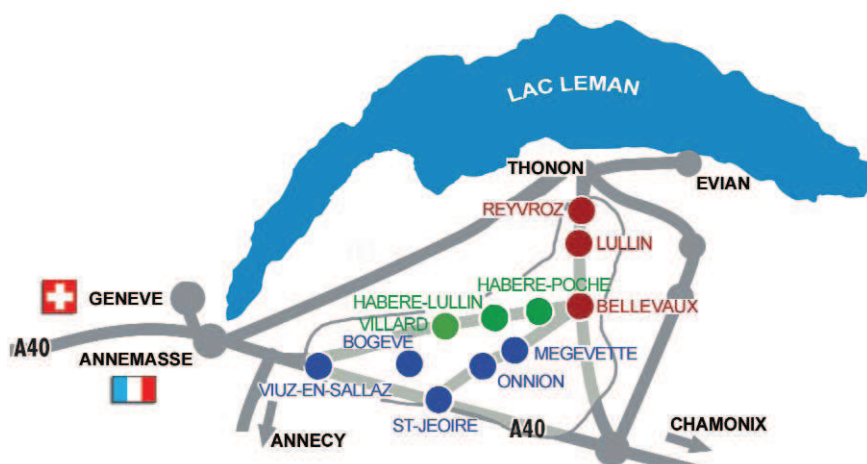 LAC LEMAN
THONON
EVIAN
REYVROZ
LULLIN
HABERE-POCHE
GENEVE
HABERE-LULLIN
BELLEVAUX
VILLARD
A40
BOGEVE
ANNEMASSE
MEGEVETTE
ONNION
VIUZ-EN-SALLAZ
ST-JEOIRE
A40
CHAMONIX
ANNECY